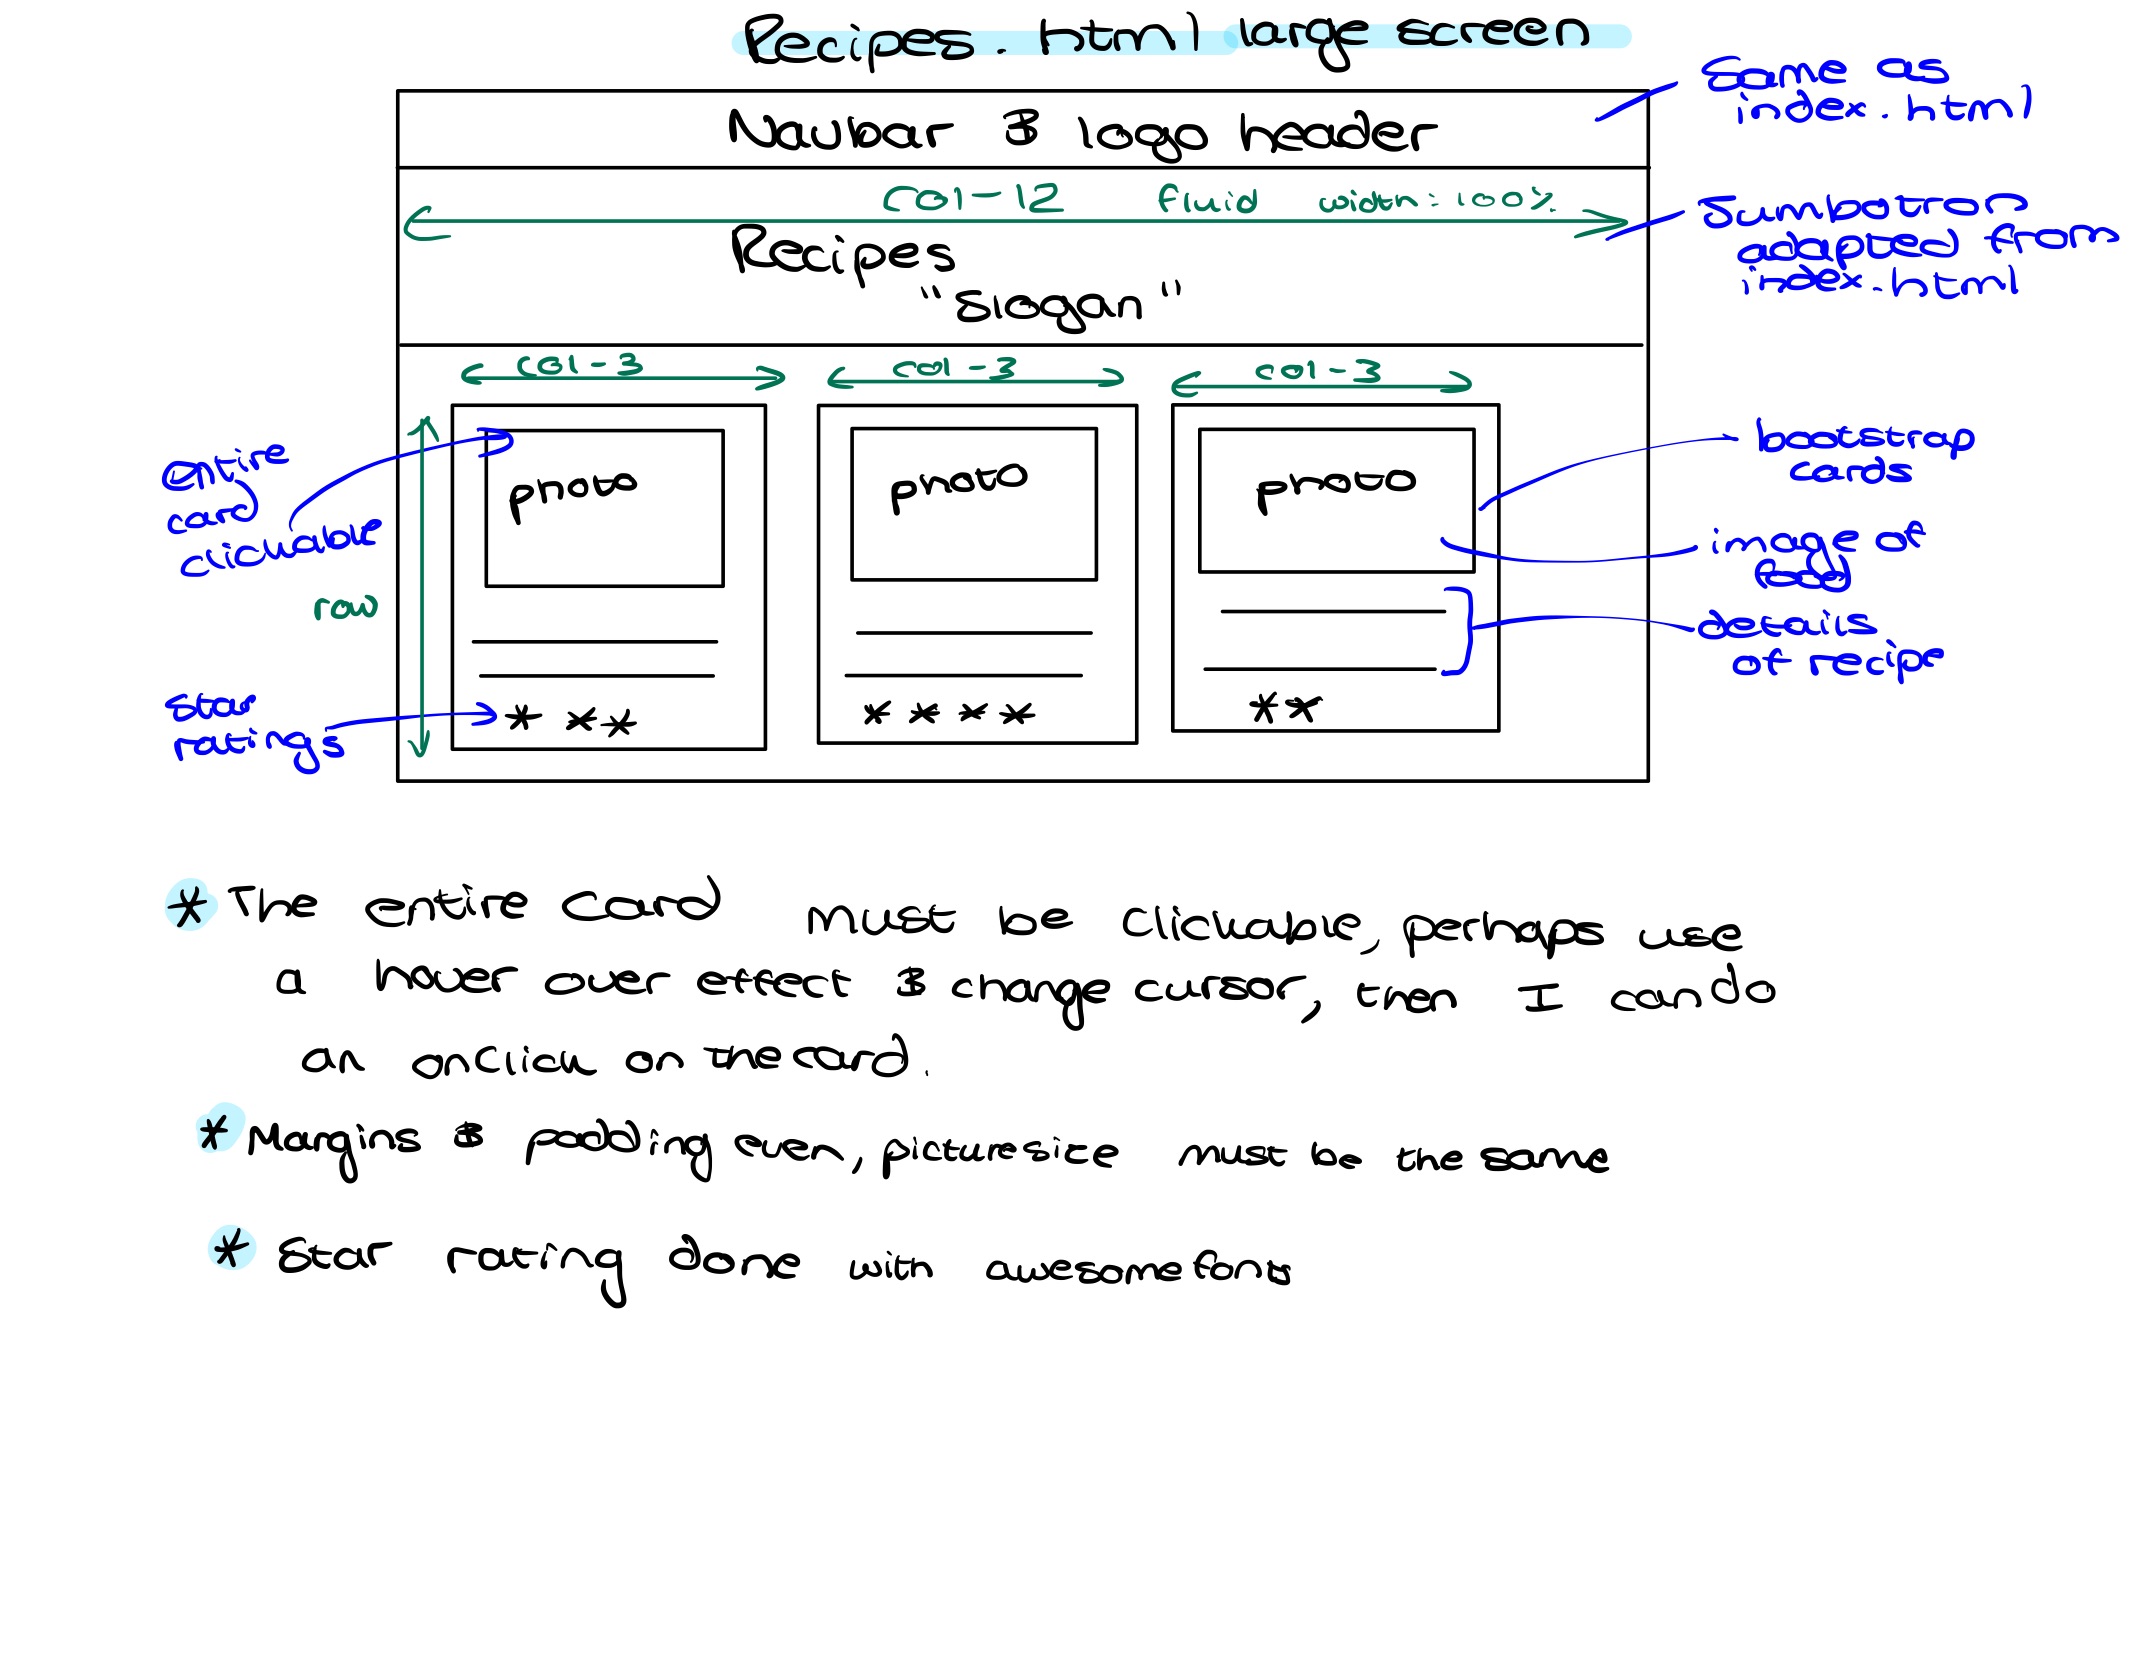 Recipes.html large screen
Navbar & logo header
Same as
index.html
col-12 fluid width: 100%
Jumbotron
adapted from
index.html
Recipes
"Slogan"
col-3 col-3 col-3
entire
card
clickable
photo photo photo
bootstrap
cards
image of
food
row
details
of recipe
star
ratings
* ** * * * * **
* The entire card must be clickable, perhaps use
a hover over effect & change cursor, then I can do
an onclick on the card.
* Margins & padding even, picture size must be the same
* Star rating done with awesomefonts